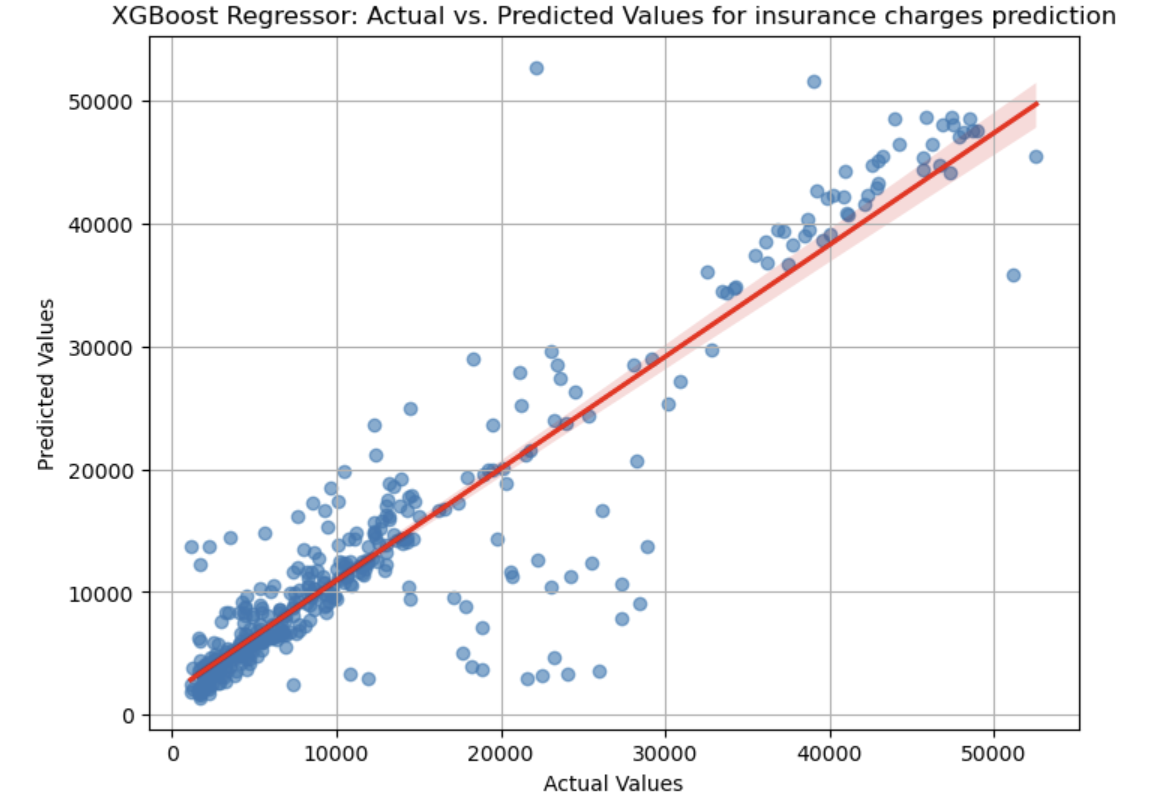 XGBoost Regressor: Actual vs. Predicted Values for insurance charges prediction
50000
40000
30000
20000
10000
0
Predicted Values
0 10000 20000 30000 40000 50000
Actual Values